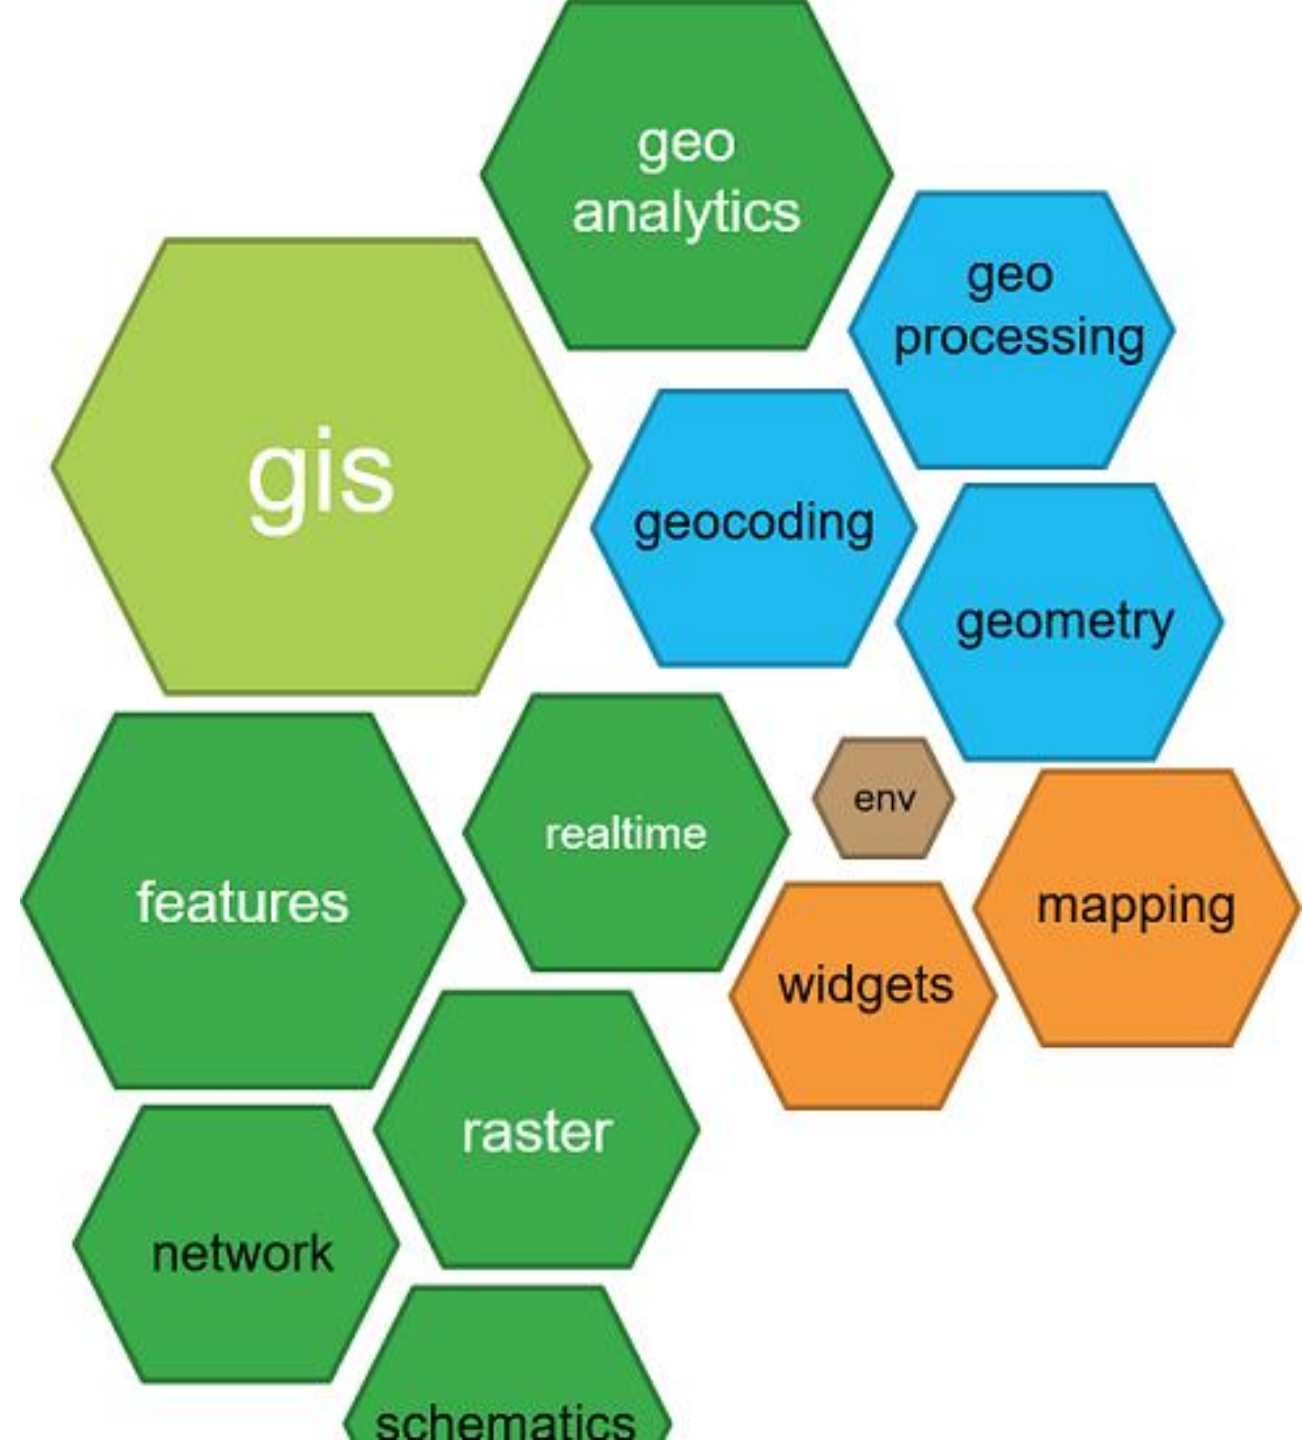 geo
analytics
geo
processing
gis
geocoding
geometry
env
realtime
features
mapping
widgets
raster
network
schematics